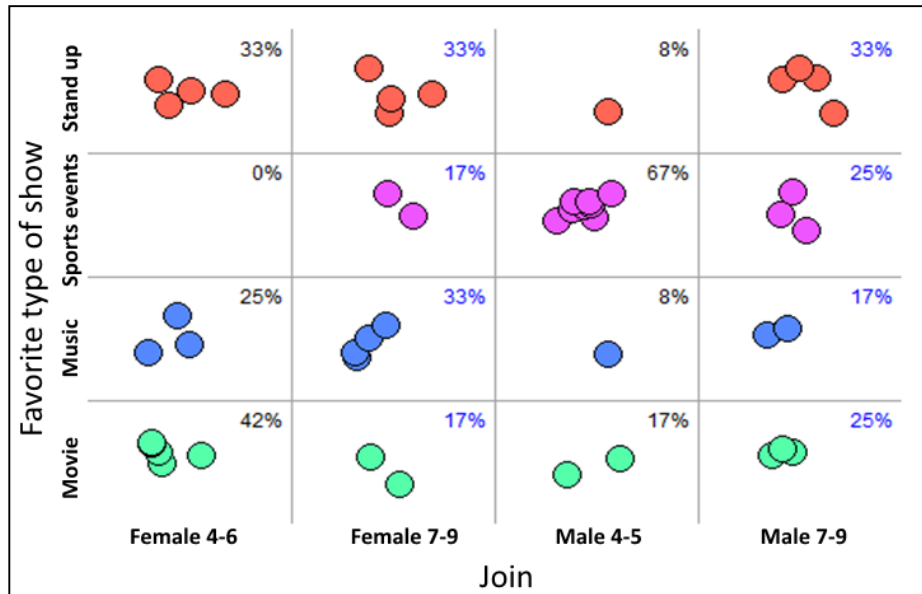 Favorite type of show
Stand up
33%
33%
8%
33%
Sports events
0%
17%
67%
25%
Music
25%
33%
8%
17%
Movie
42%
17%
17%
25%
Female 4-6
Female 7-9
Male 4-5
Male 7-9
Join